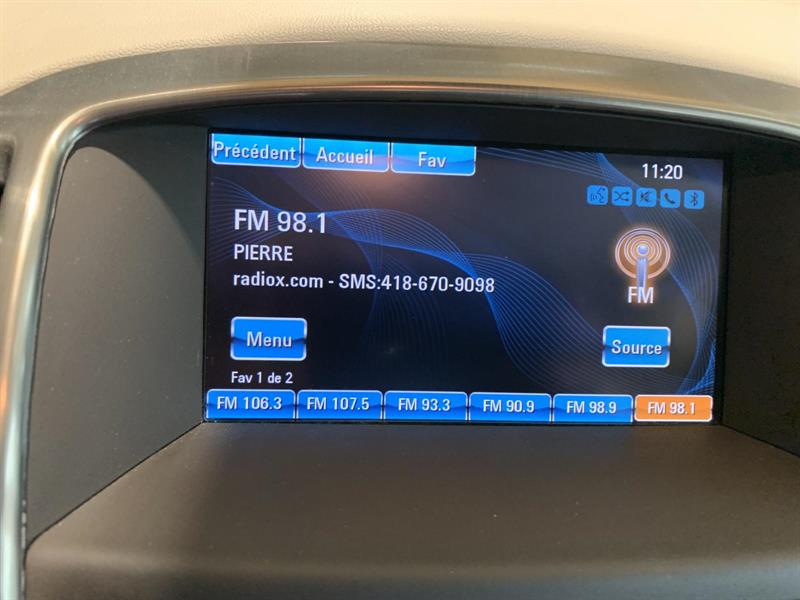 Précédent Accueil Fav
11:20
FM 98.1
PIERRE
radiox.com - SMS:418-670-9098
FM
Menu
Source
Fav 1 de 2
FM 106.3 FM 107.5 FM 93.3 FM 90.9 FM 98.9 FM 98.1